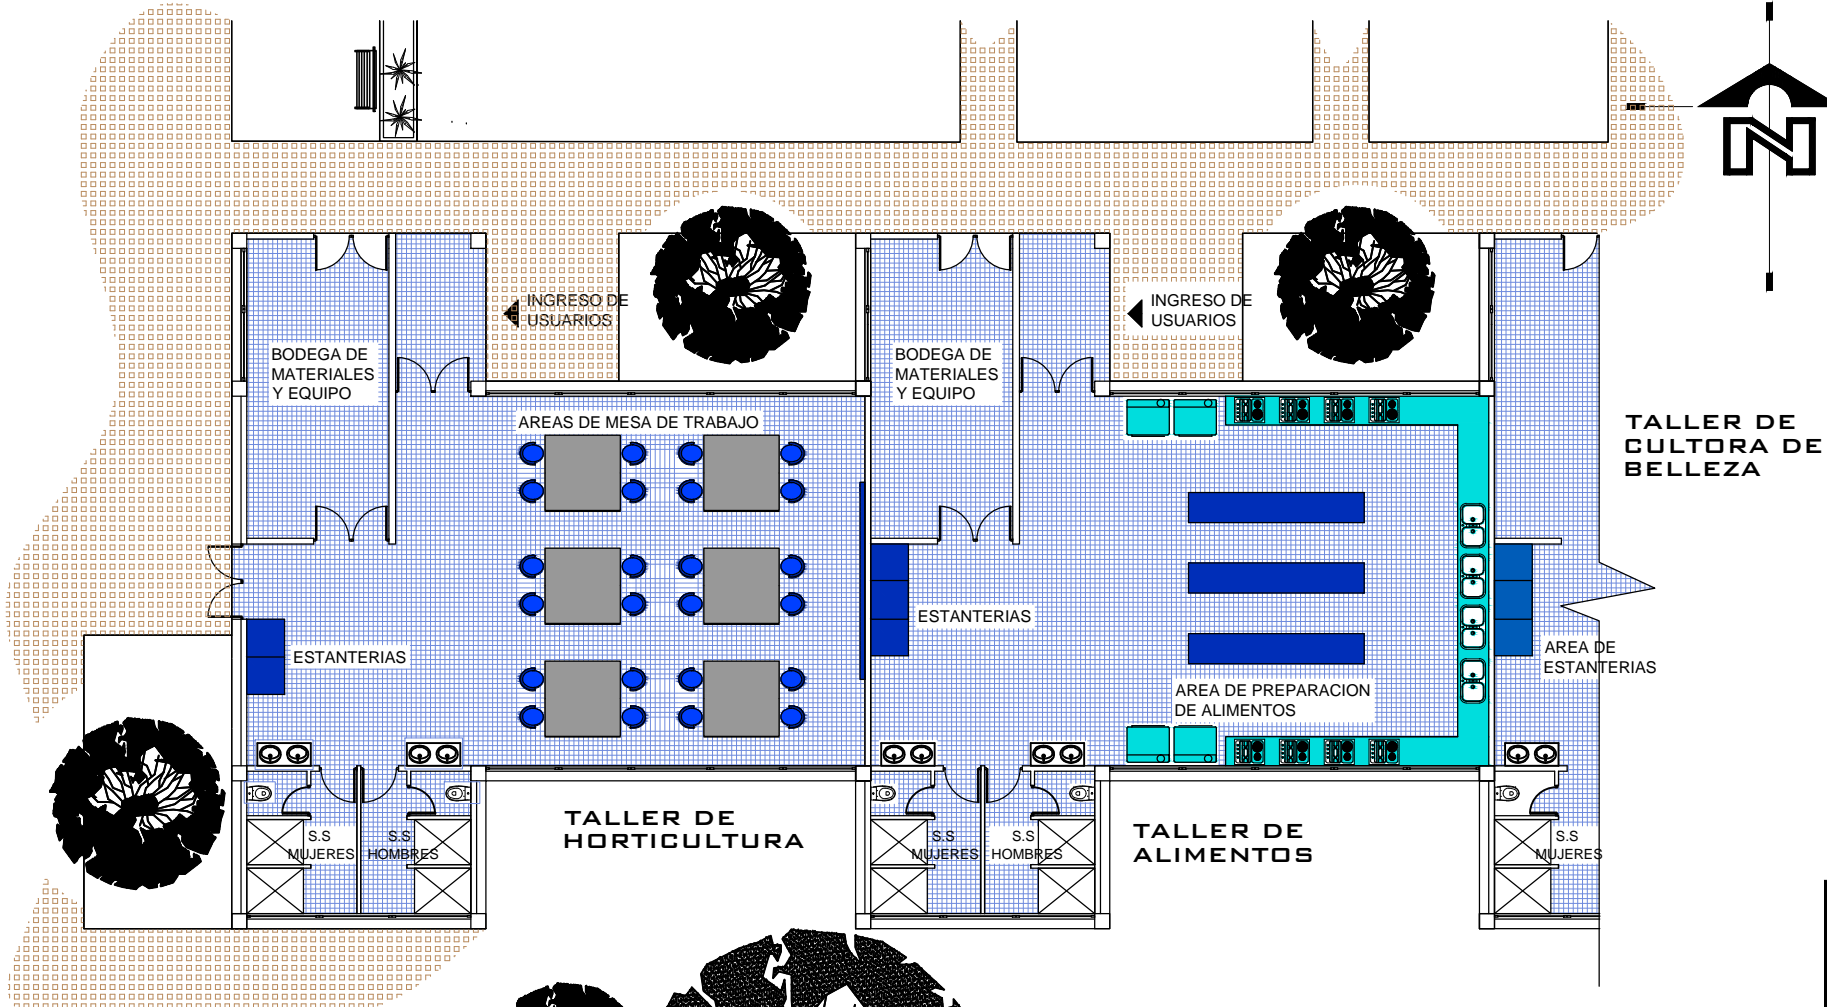 N
INGRESO DE
USUARIOS
INGRESO DE
USUARIOS
BODEGA DE
MATERIALES
Y EQUIPO
BODEGA DE
MATERIALES
Y EQUIPO
AREAS DE MESA DE TRABAJO
TALLER DE
CULTORA DE
BELLEZA
ESTANTERIAS
ESTANTERIAS
AREA DE
ESTANTERIAS
AREA DE PREPARACION
DE ALIMENTOS
TALLER DE
HORTICULTURA
TALLER DE
ALIMENTOS
S.S
MUJERES
S.S
HOMBRES
S.S
MUJERES
S.S
HOMBRES
S.S
MUJERES